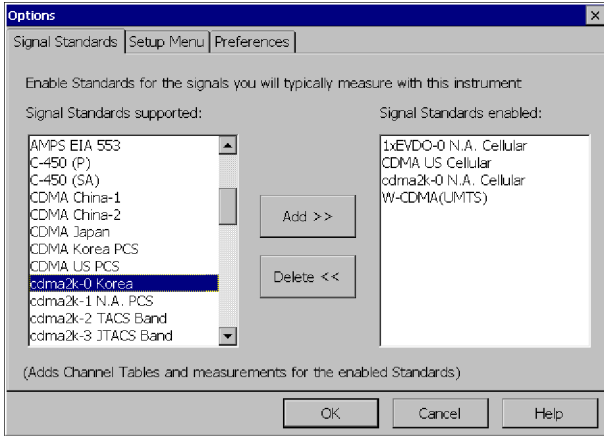 Options
Signal Standards Setup Menu Preferences
Enable Standards for the signals you will typically measure with this instrument
Signal Standards supported:
AMPS EIA 553
C-450 (P)
C-450 (SA)
CDMA China-1
CDMA China-2
CDMA Japan
CDMA Korea PCS
CDMA US PCS
cdma2k-0 Korea
cdma2k-1 N.A. PCS
cdma2k-2 TACS Band
cdma2k-3 JTACS Band
Add >>
Delete <<
Signal Standards enabled:
1xEVDO-0 N.A. Cellular
CDMA US Cellular
cdma2k-0 N.A. Cellular
W-CDMA(UMTS)
(Adds Channel Tables and measurements for the enabled Standards)
OK Cancel Help